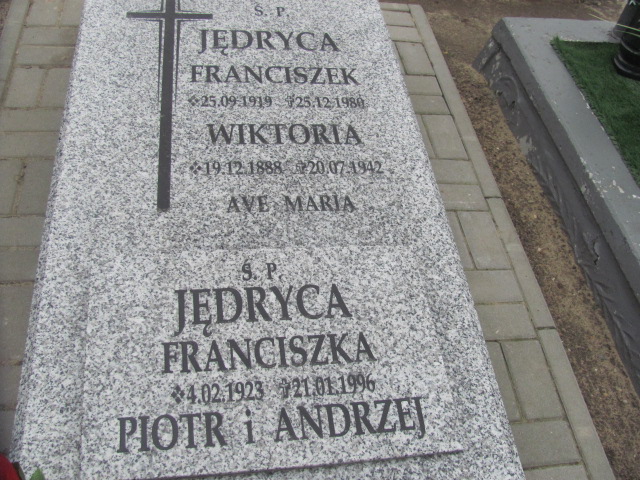 Ś. P.
JĘDRYCA
FRANCISZEK
25.09.1919 25.12.1980
WIKTORIA
19.12.1888 20.07.1942
AVE MARIA
Ś. P.
JĘDRYCA
FRANCISZKA
4.02.1923 21.01.1996
PIOTR i ANDRZEJ